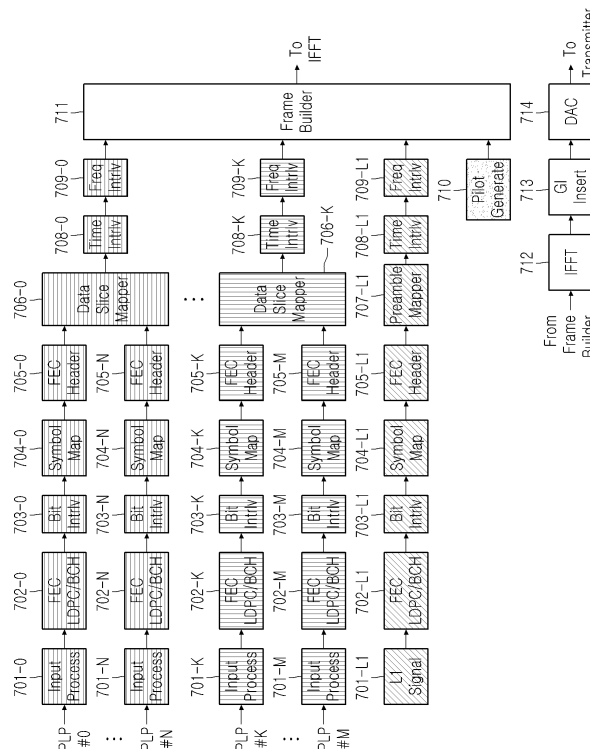 PLP
#0
701-0
Input
Process
702-0
FEC
LDPC/BCH
703-0
Bit
Intrlv
704-0
Symbol
Map
705-0
FEC
Header
706-0
Data
Slice
Mapper
708-0
Time
Intrlv
709-0
Freq
Intrlv
711
Frame
Builder
To
IFFT
PLP
#N
701-N
Input
Process
702-N
FEC
LDPC/BCH
703-N
Bit
Intrlv
704-N
Symbol
Map
705-N
FEC
Header
PLP
#K
701-K
Input
Process
702-K
FEC
LDPC/BCH
703-K
Bit
Intrlv
704-K
Symbol
Map
705-K
FEC
Header
Data
Slice
Mapper
706-K
708-K
Time
Intrlv
709-K
Freq
Intrlv
PLP
#M
701-M
Input
Process
702-M
FEC
LDPC/BCH
703-M
Bit
Intrlv
704-M
Symbol
Map
705-M
FEC
Header
701-L1
L1
Signal
702-L1
FEC
LDPC/BCH
703-L1
Bit
Intrlv
704-L1
Symbol
Map
705-L1
FEC
Header
707-L1
Preamble
Mapper
708-L1
Time
Intrlv
709-L1
Freq
Intrlv
710
Pilot
Generate
From
Frame
Builder
712
IFFT
713
GI
Insert
714
DAC
To
Transmitter